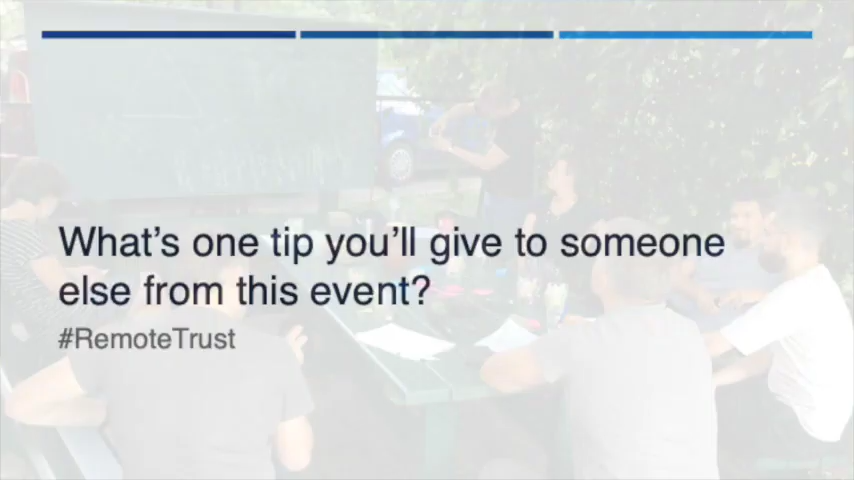 What's one tip you'll give to someone
else from this event?
#RemoteTrust